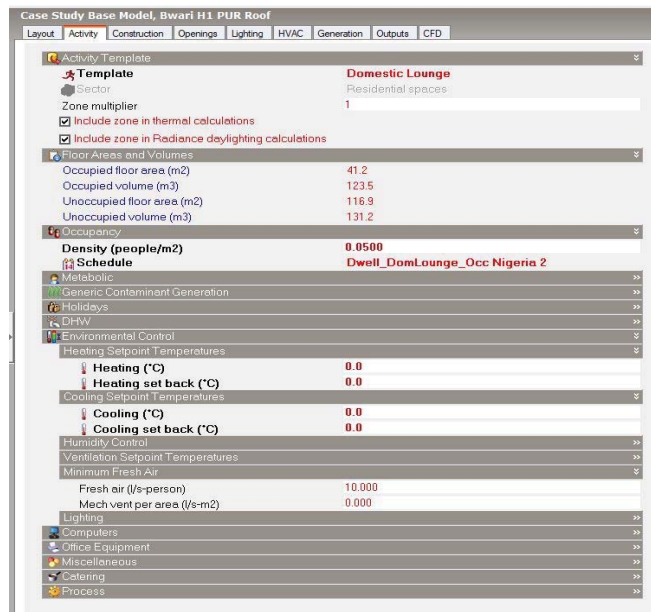 Case Study Base Model, Bwari H1 PUR Roof
Layout Activity Construction Openings Lighting HVAC Generation Outputs CFD
Activity Template
Template Domestic Lounge
Sector Residential spaces
Zone multiplier 1
Include zone in thermal calculations
Include zone in Radiance daylighting calculations
Floor Areas and Volumes
Occupied floor area (m2) 41.2
Occupied volume (m3) 123.5
Unoccupied floor area (m2) 116.9
Unoccupied volume (m3) 131.2
Occupancy
Density (people/m2) 0.0500
Schedule Dwell_DomLounge_Occ Nigeria 2
Metabolic
Generic Contaminant Generation
Holidays
DHW
Environmental Control
Heating Setpoint Temperatures
Heating (°C) 0.0
Heating set back (°C) 0.0
Cooling Setpoint Temperatures
Cooling (°C) 0.0
Cooling set back (°C) 0.0
Humidity Control
Ventilation Setpoint Temperatures
Minimum Fresh Air
Fresh air (l/s-person) 10.000
Mech vent per area (l/s-m2) 0.000
Lighting
Computers
Office Equipment
Miscellaneous
Catering
Process